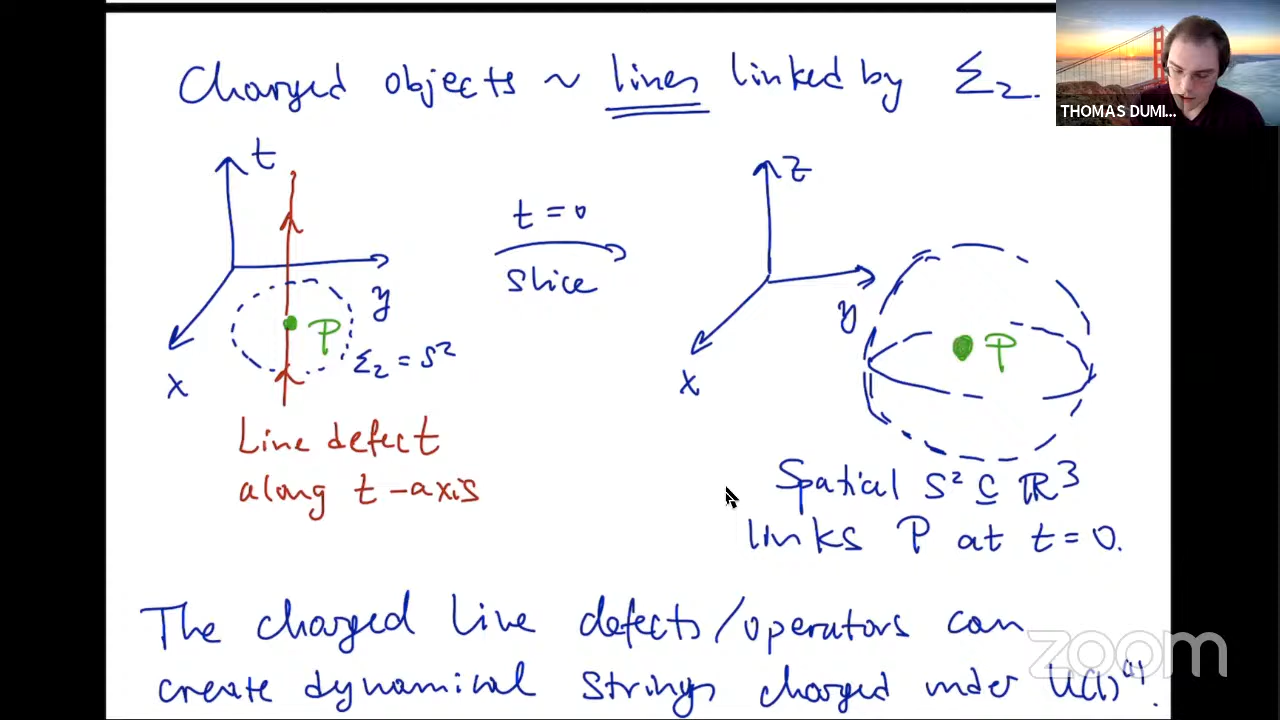 Charged objects ~ lines linked by Σ₂.
THOMAS DUMI...
t
z
t = 0
slice
y
P
Σ₂ = S²
x
y
P
x
Line defect
along t-axis
Spatial S² ⊆ ℝ³
links P at t = 0.
The charged line defects/operators can
create dynamical strings charged under U(1)⁽¹⁾.
zoom